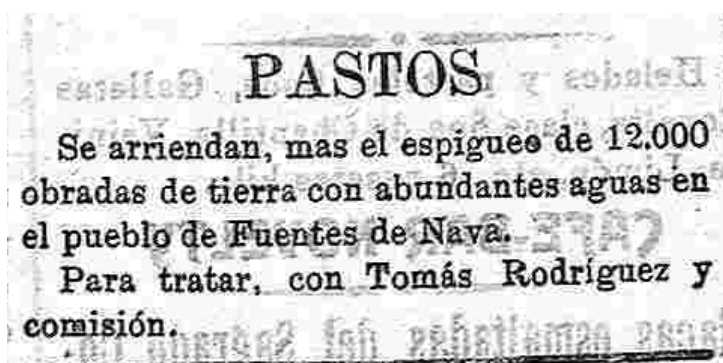 PASTOS
Se arriendan, mas el espigueo de 12.000
obradas de tierra con abundantes aguas en
el pueblo de Fuentes de Nava.
Para tratar, con Tomás Rodríguez y
comisión.